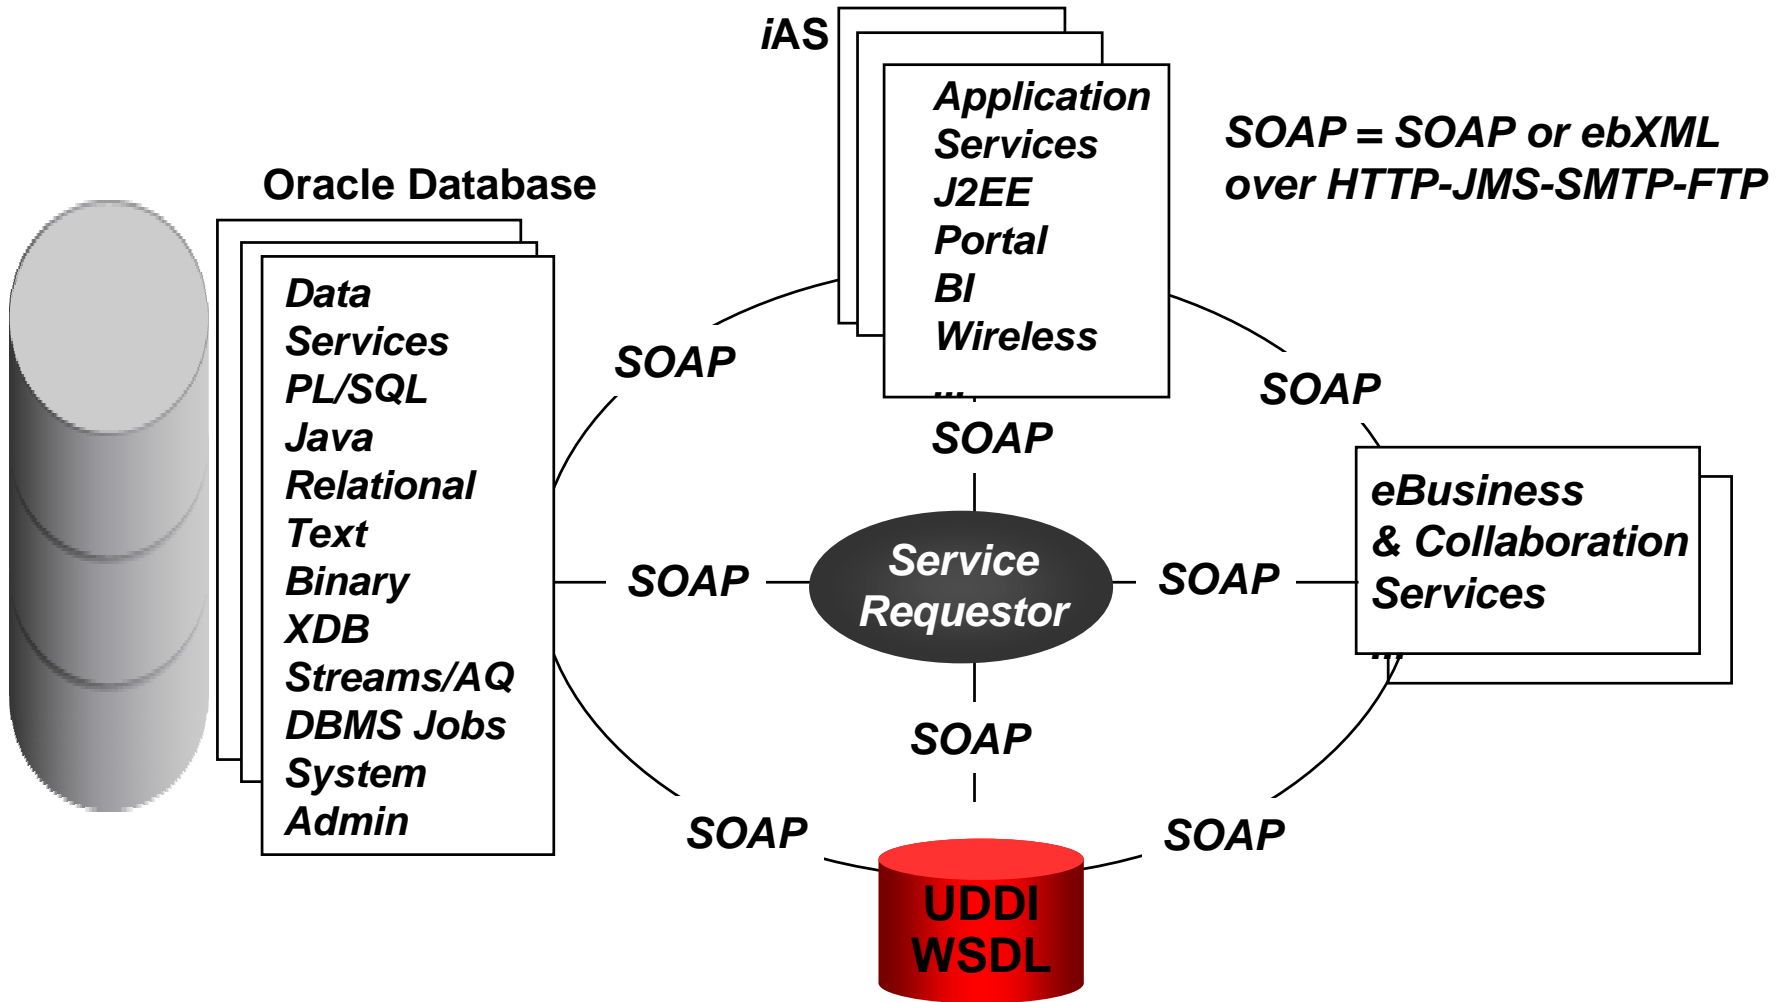 iAS
Application
Services
J2EE
Portal
BI
Wireless
...
SOAP = SOAP or ebXML
over HTTP-JMS-SMTP-FTP
Oracle Database
Data
Services
PL/SQL
Java
Relational
Text
Binary
XDB
Streams/AQ
DBMS Jobs
System
Admin
SOAP
SOAP
SOAP
SOAP
Service
Requestor
SOAP
eBusiness
& Collaboration
Services
...
SOAP
SOAP
SOAP
UDDI
WSDL